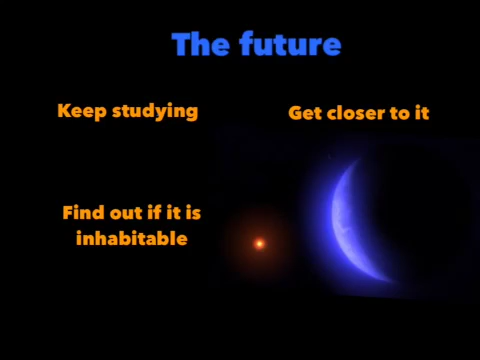 The future
Keep studying
Get closer to it
Find out if it is
inhabitable